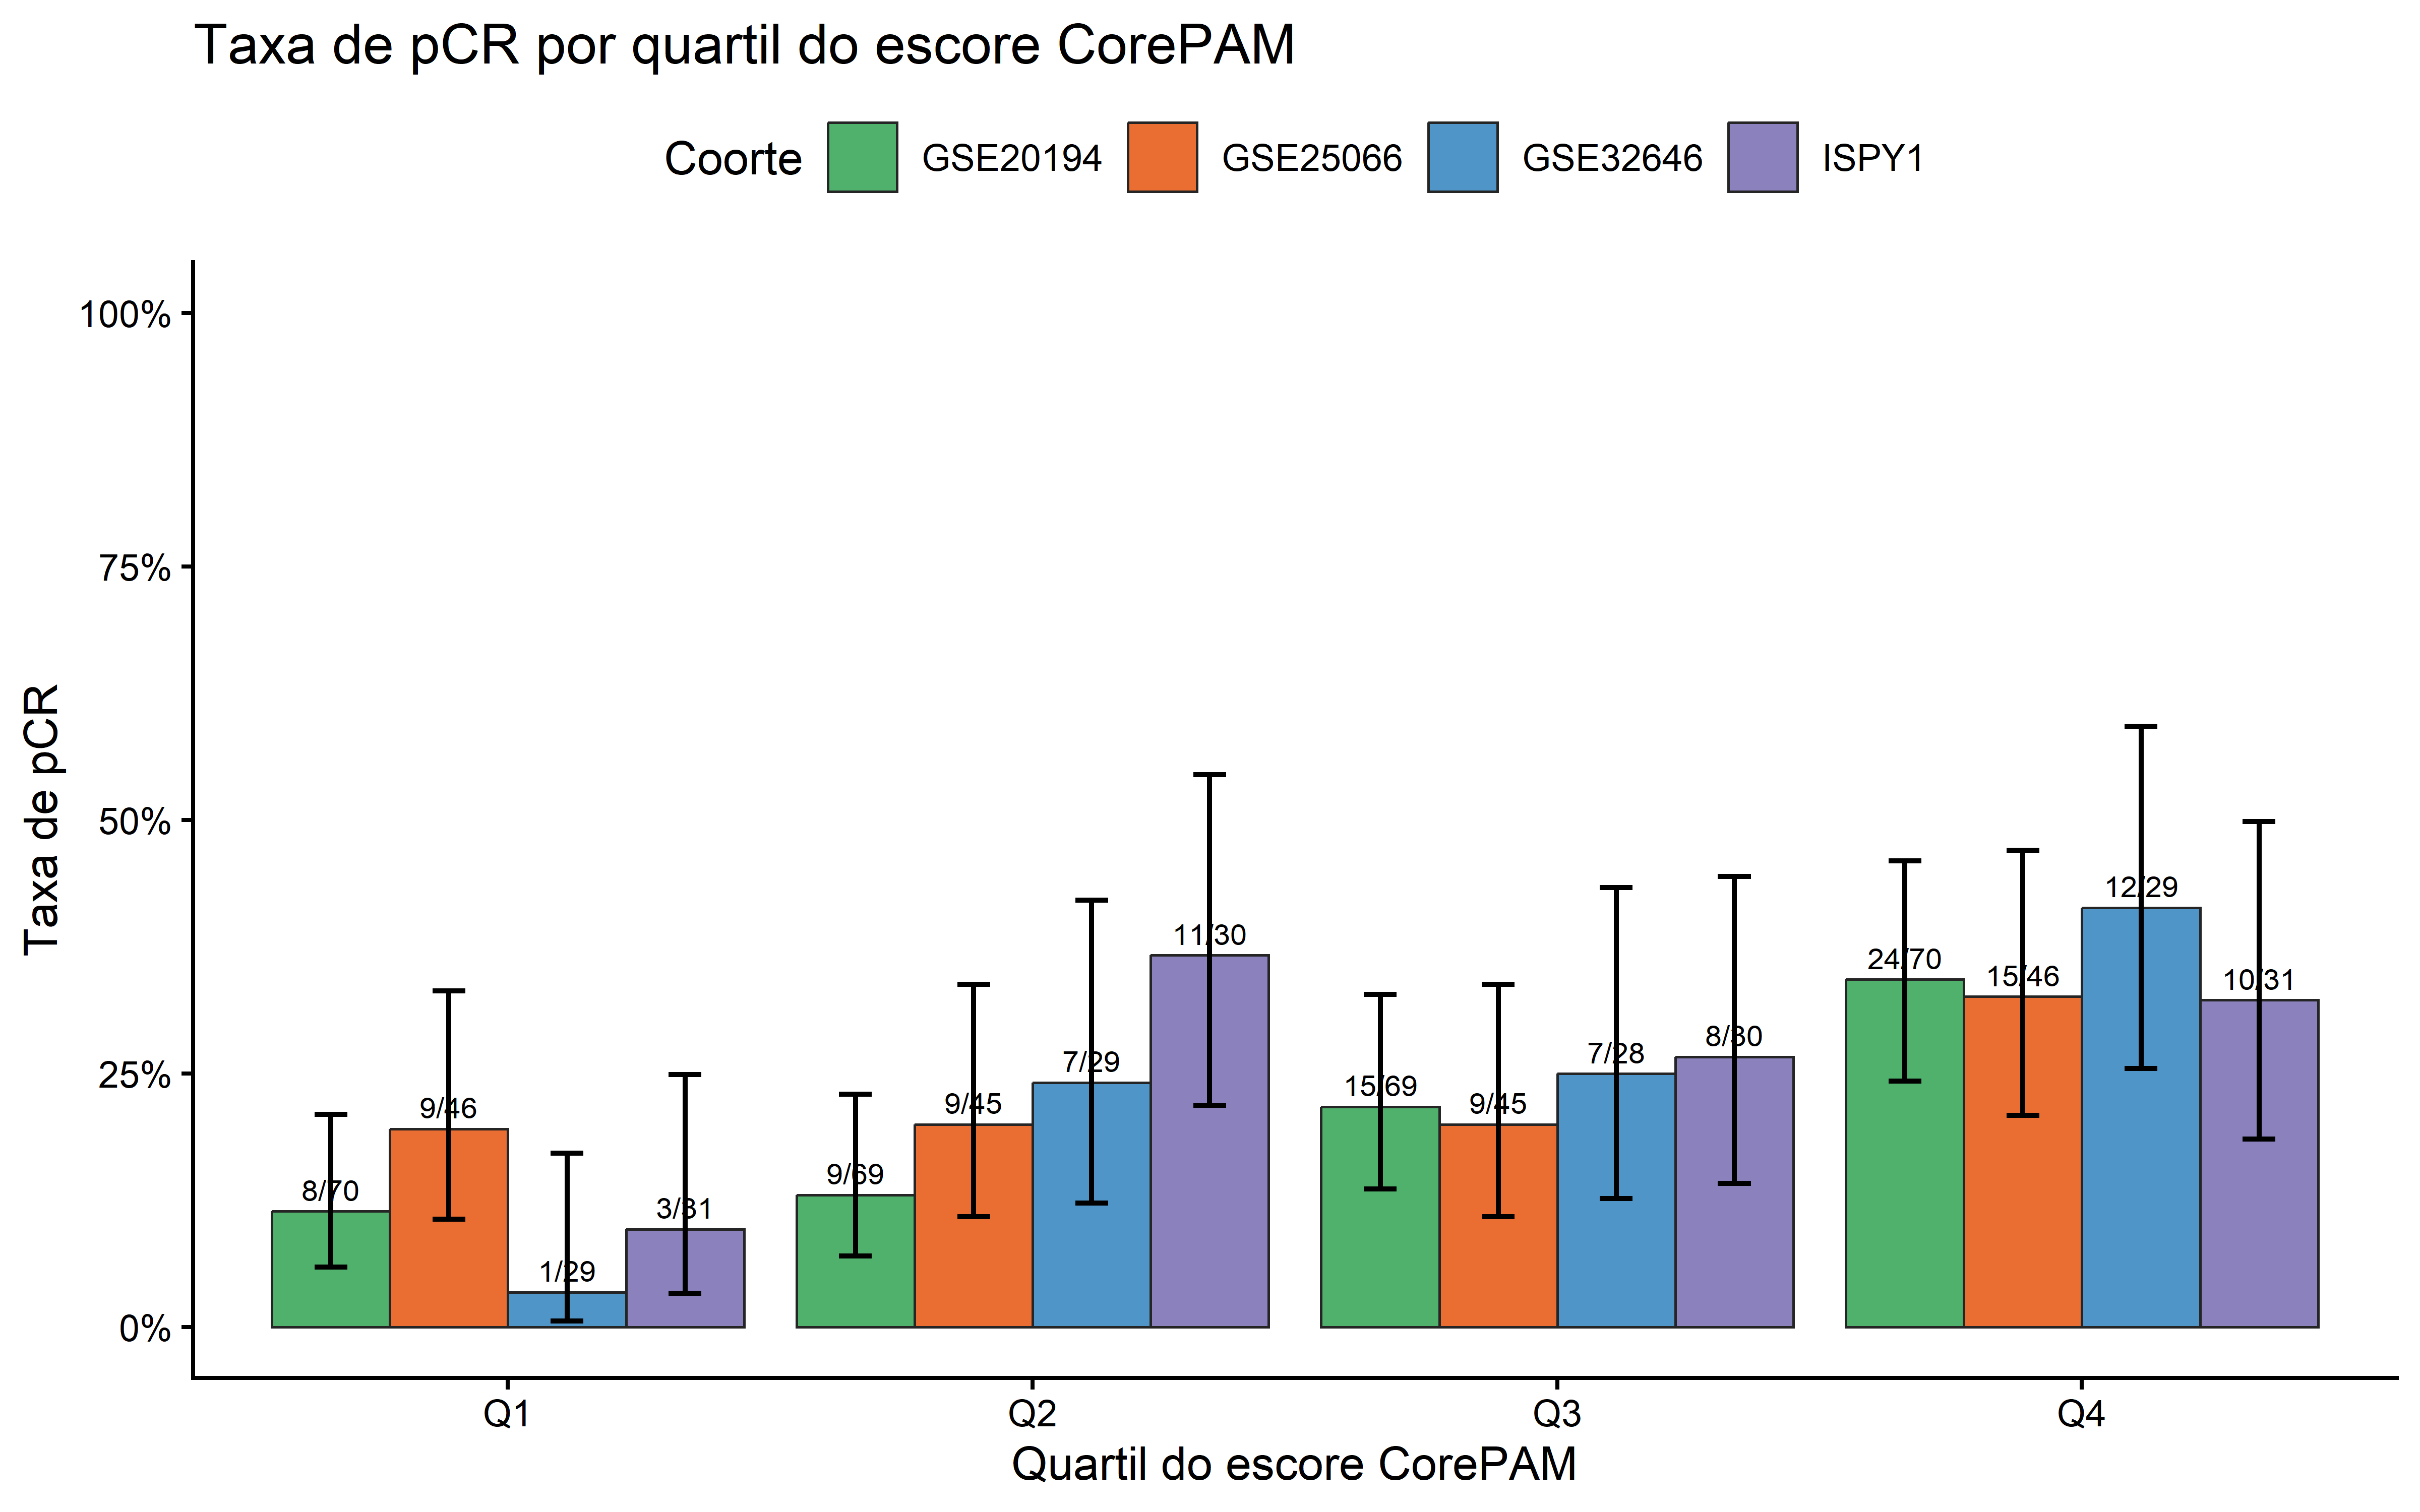 Taxa de pCR por quartil do escore CorePAM
Coorte GSE20194 GSE25066 GSE32646 ISPY1
100%
75%
50%
25%
0%
Taxa de pCR
8/70 9/46 1/29 3/31
9/69 9/45 7/29 11/30
15/69 9/45 7/28 8/30
24/70 15/46 12/29 10/31
Q1 Q2 Q3 Q4
Quartil do escore CorePAM